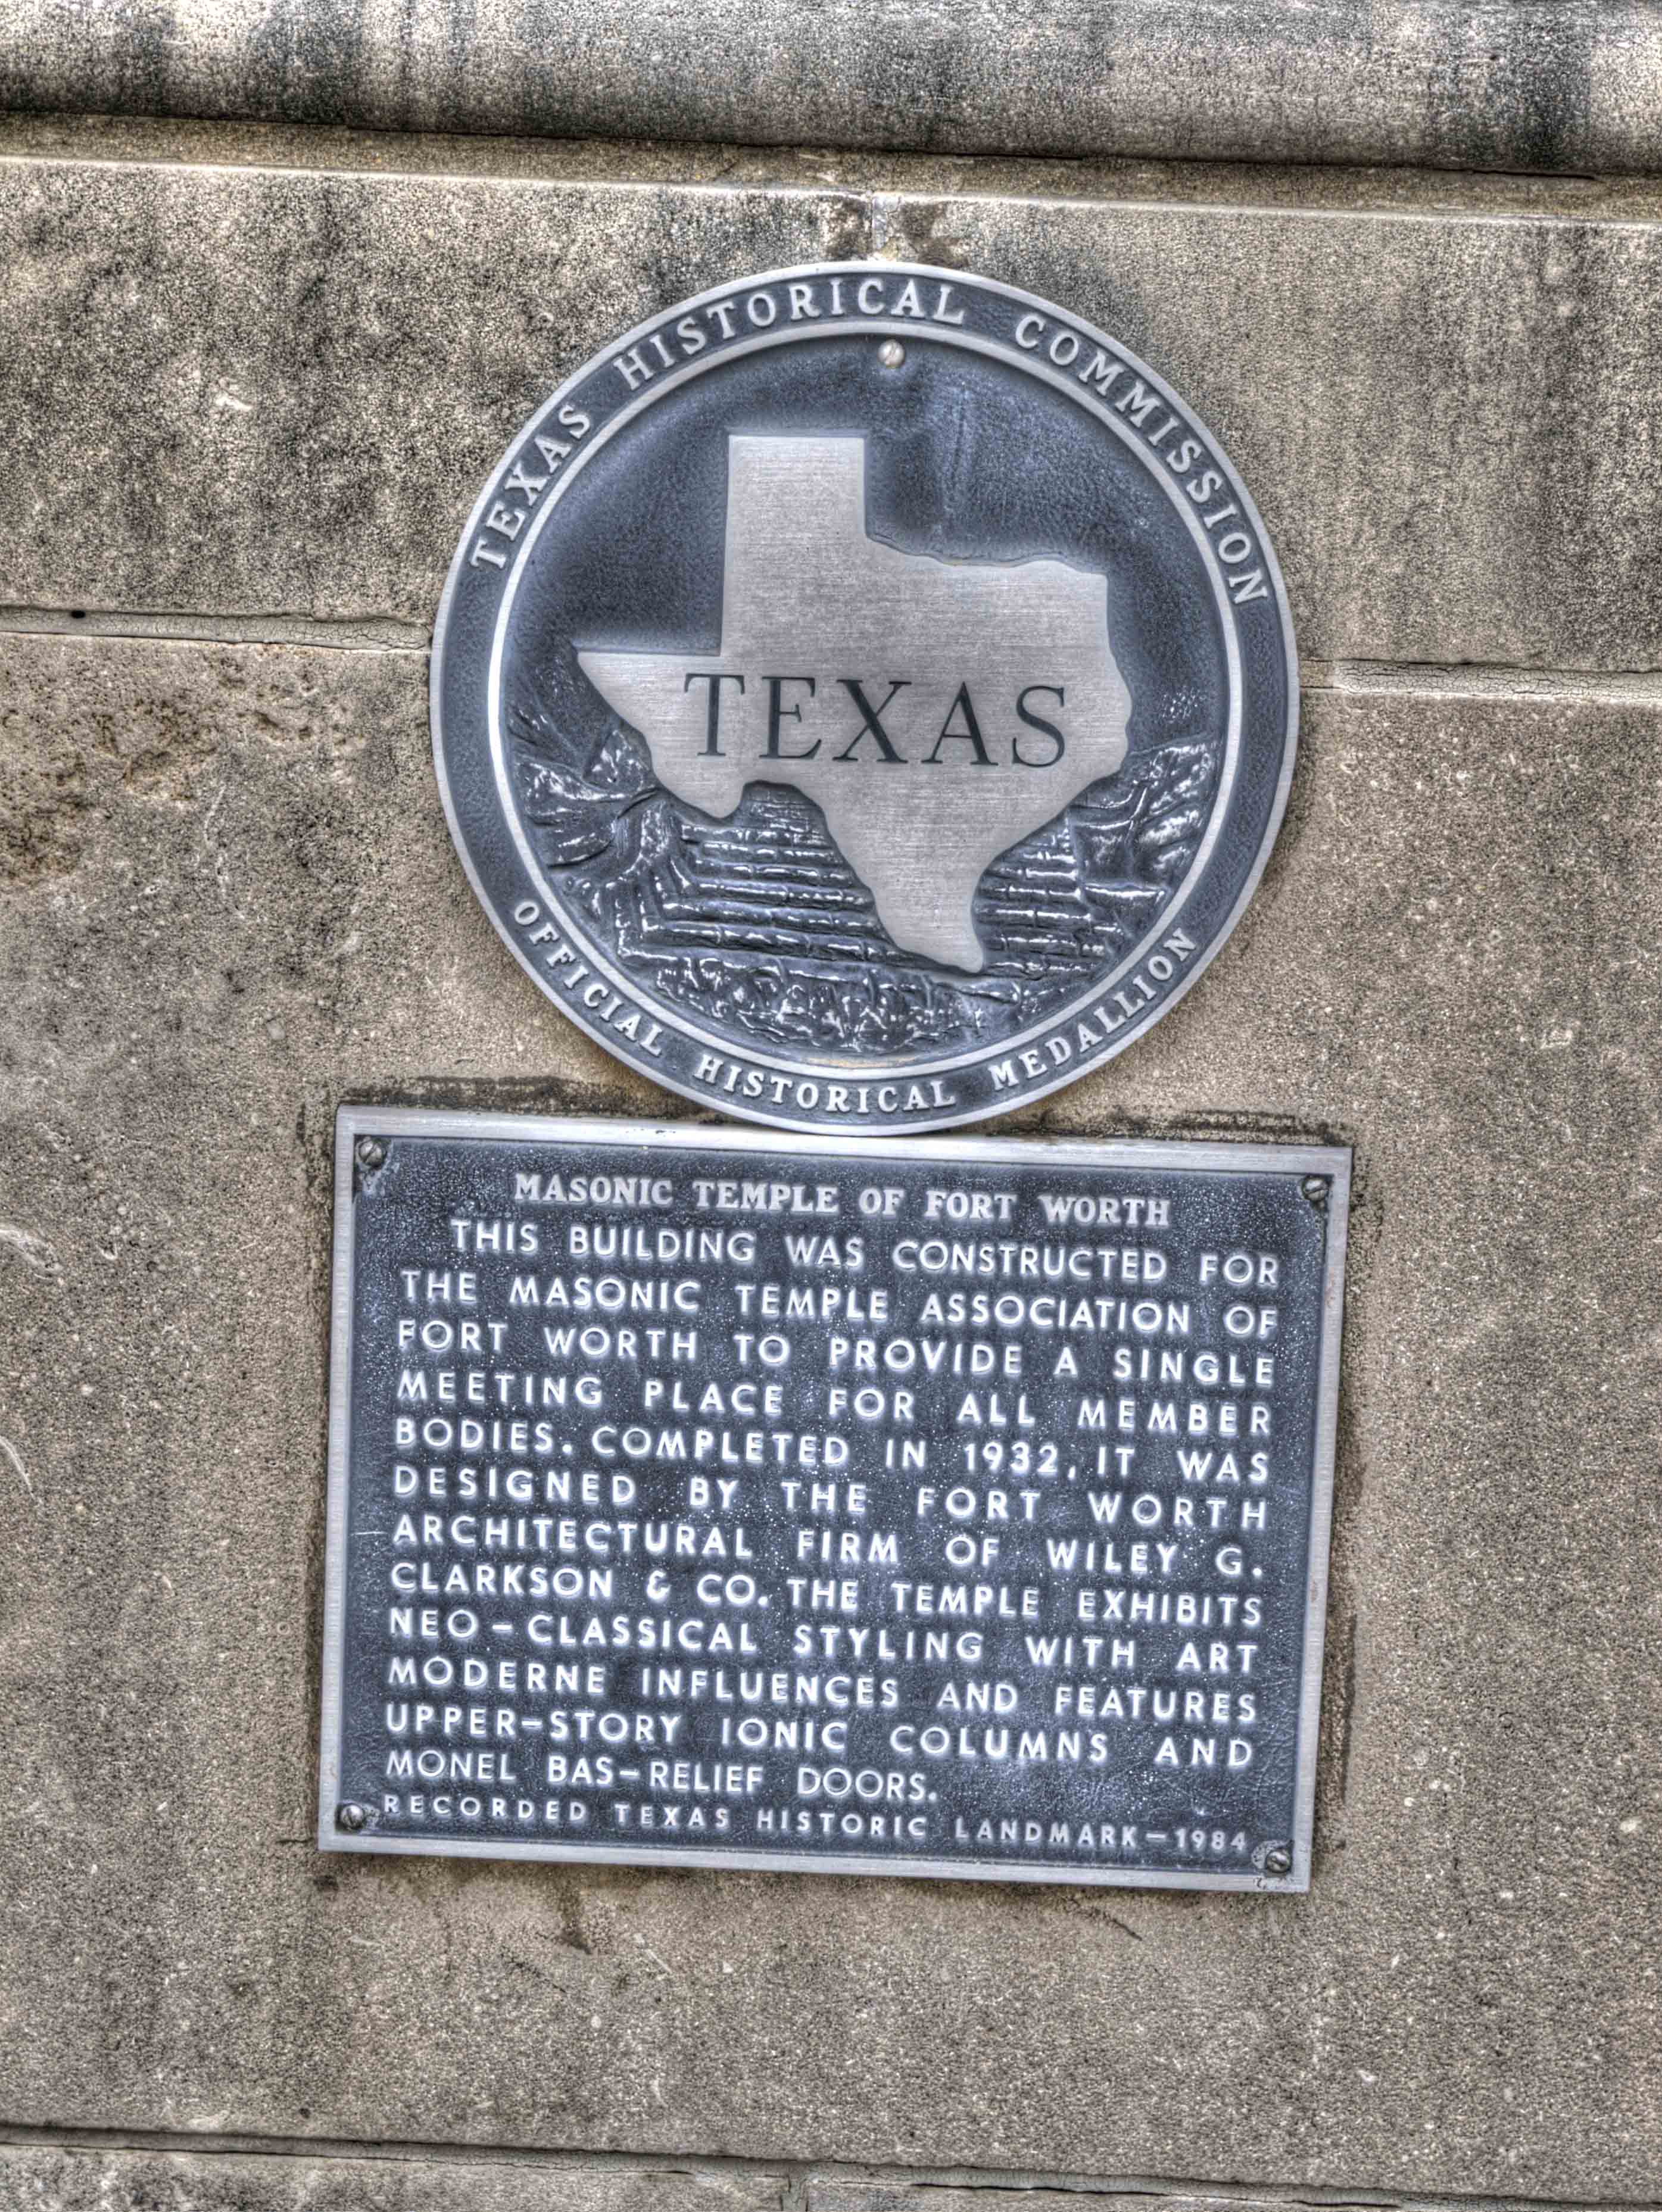 TEXAS HISTORICAL COMMISSION
TEXAS
OFFICIAL HISTORICAL MEDALLION
MASONIC TEMPLE OF FORT WORTH
THIS BUILDING WAS CONSTRUCTED FOR
THE MASONIC TEMPLE ASSOCIATION OF
FORT WORTH TO PROVIDE A SINGLE
MEETING PLACE FOR ALL MEMBER
BODIES. COMPLETED IN 1932, IT WAS
DESIGNED BY THE FORT WORTH
ARCHITECTURAL FIRM OF WILEY G.
CLARKSON & CO. THE TEMPLE EXHIBITS
NEO-CLASSICAL STYLING WITH ART
MODERNE INFLUENCES AND FEATURES
UPPER-STORY IONIC COLUMNS AND
MONEL BAS-RELIEF DOORS.
RECORDED TEXAS HISTORIC LANDMARK-1984